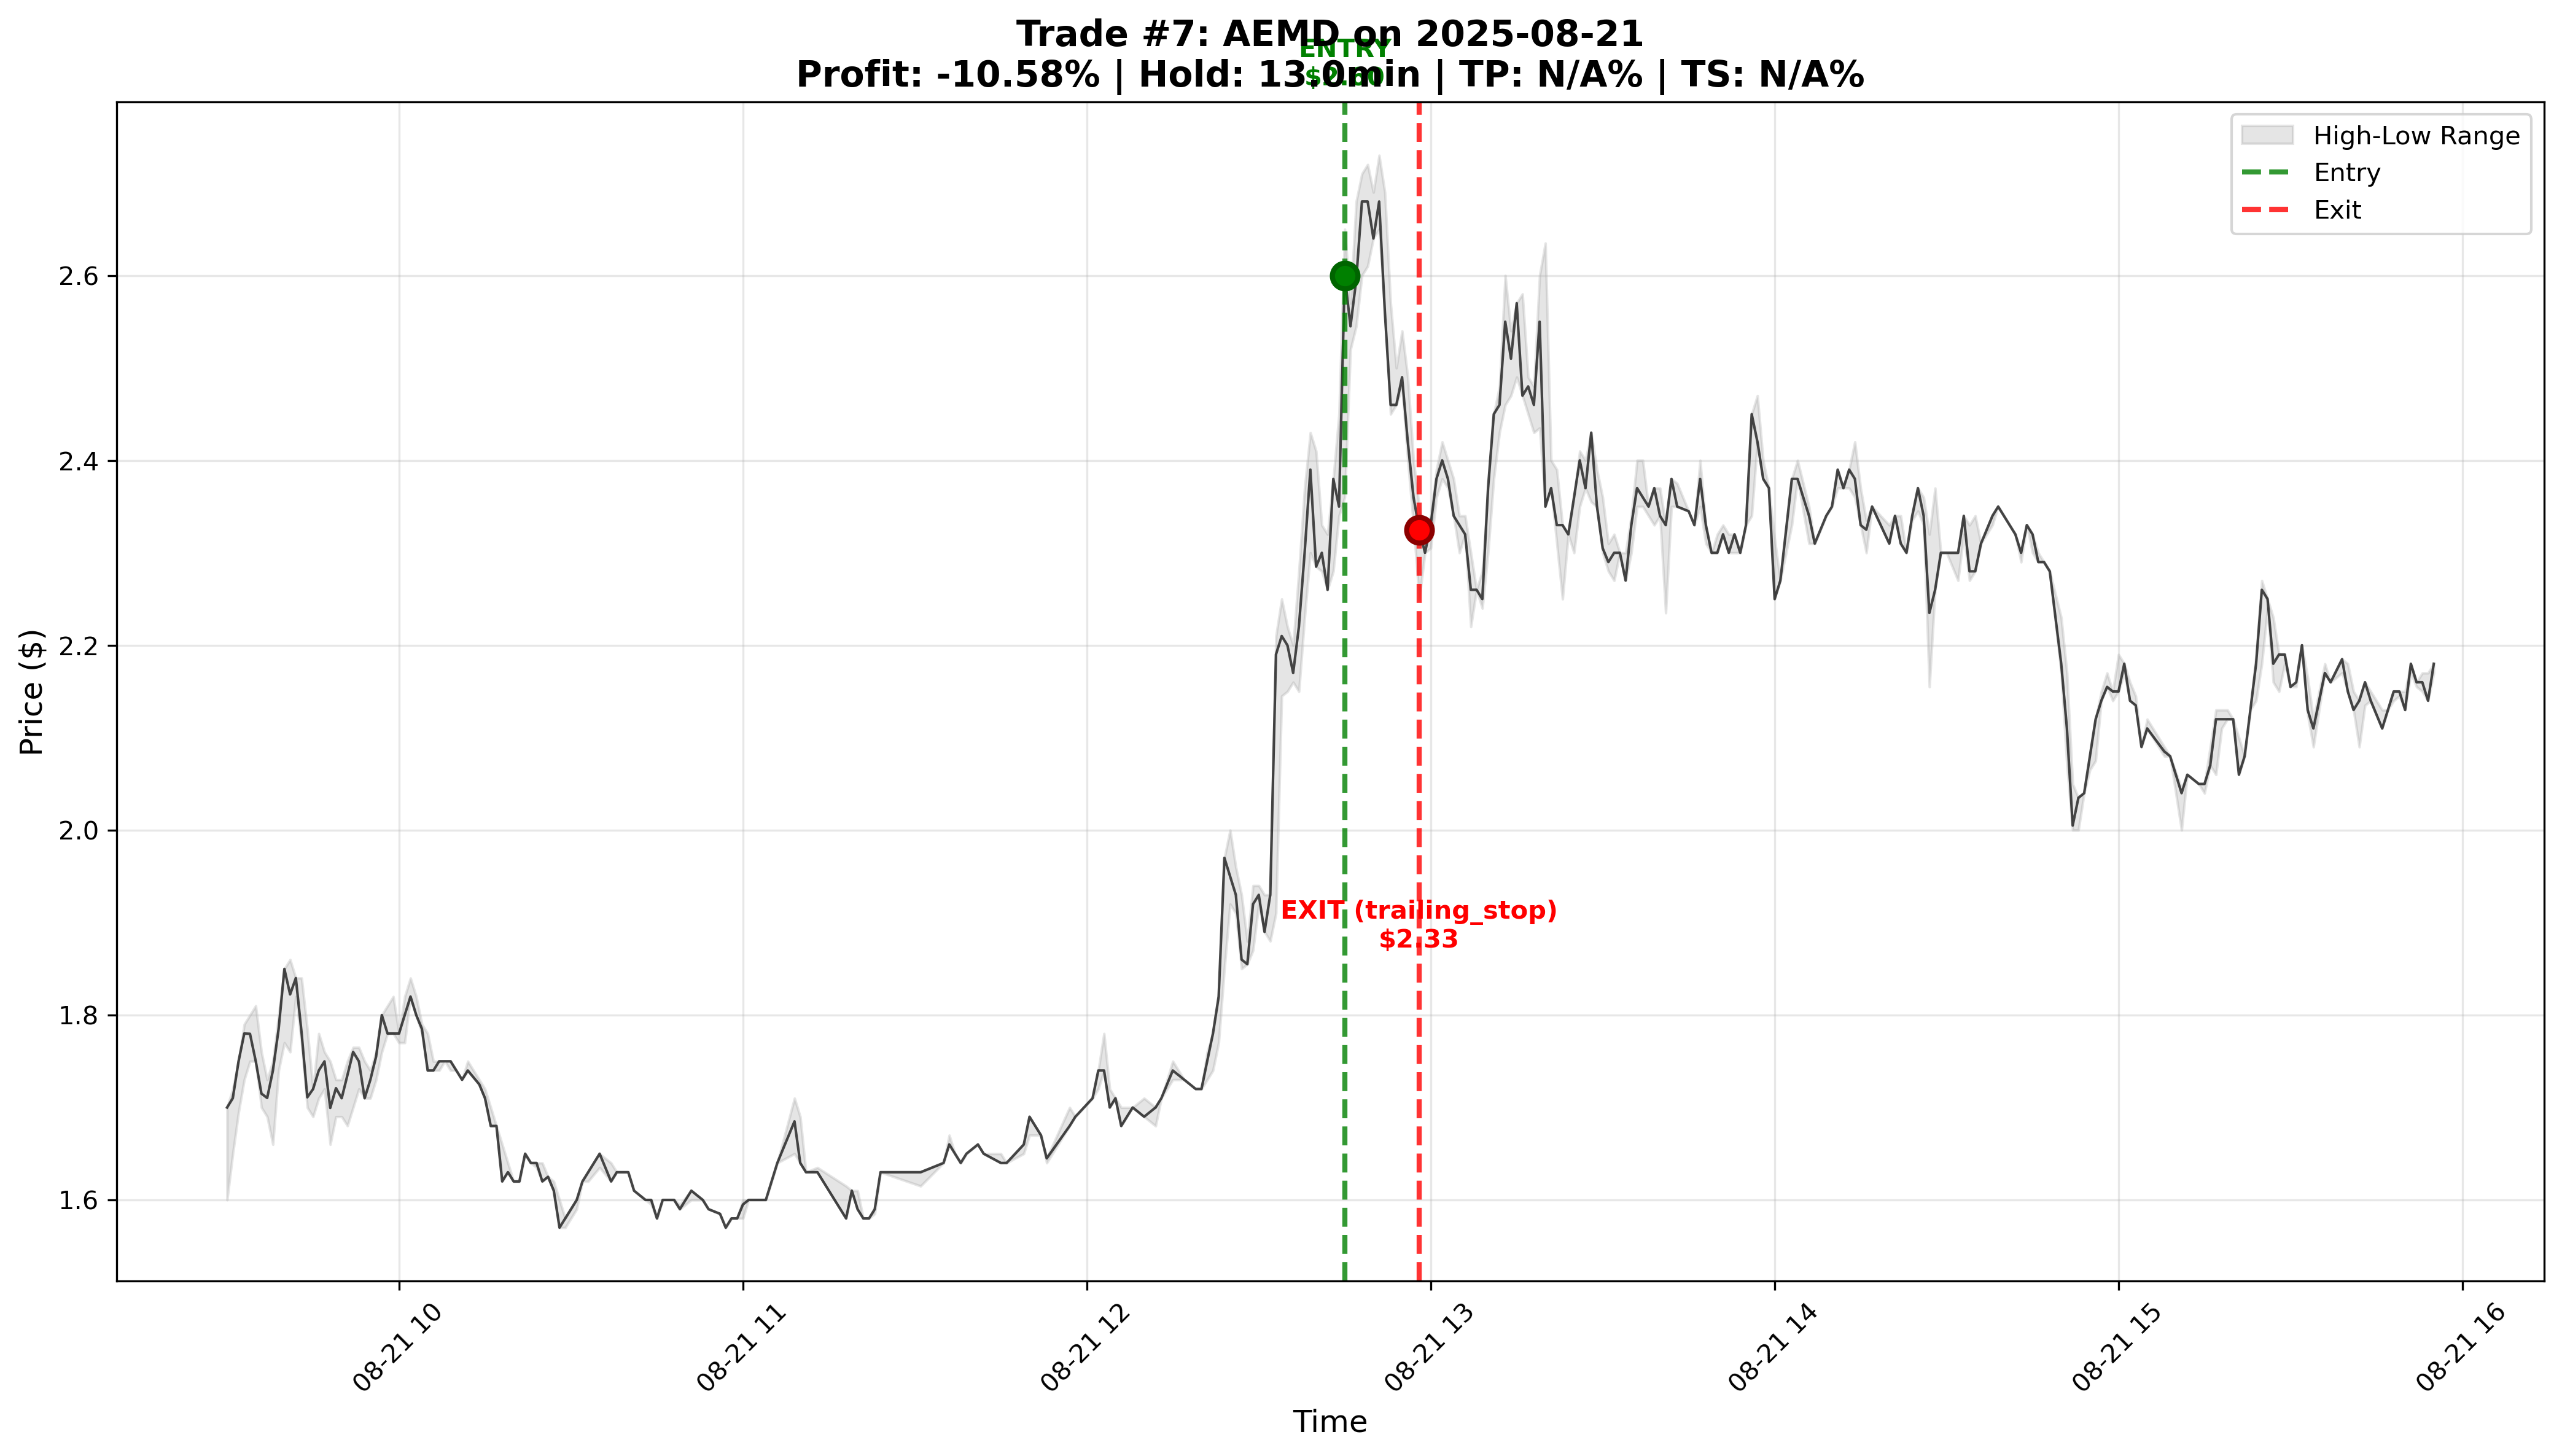 Trade #7: AEMD on 2025-08-21
Profit: -10.58% | Hold: 13.0min | TP: N/A% | TS: N/A%
ENTRY
$2.60
High-Low Range
Entry
Exit
Price ($)
2.6
2.4
2.2
2.0
1.8
1.6
EXIT (trailing_stop)
$2.33
08-21 10
08-21 11
08-21 12
08-21 13
08-21 14
08-21 15
08-21 16
Time